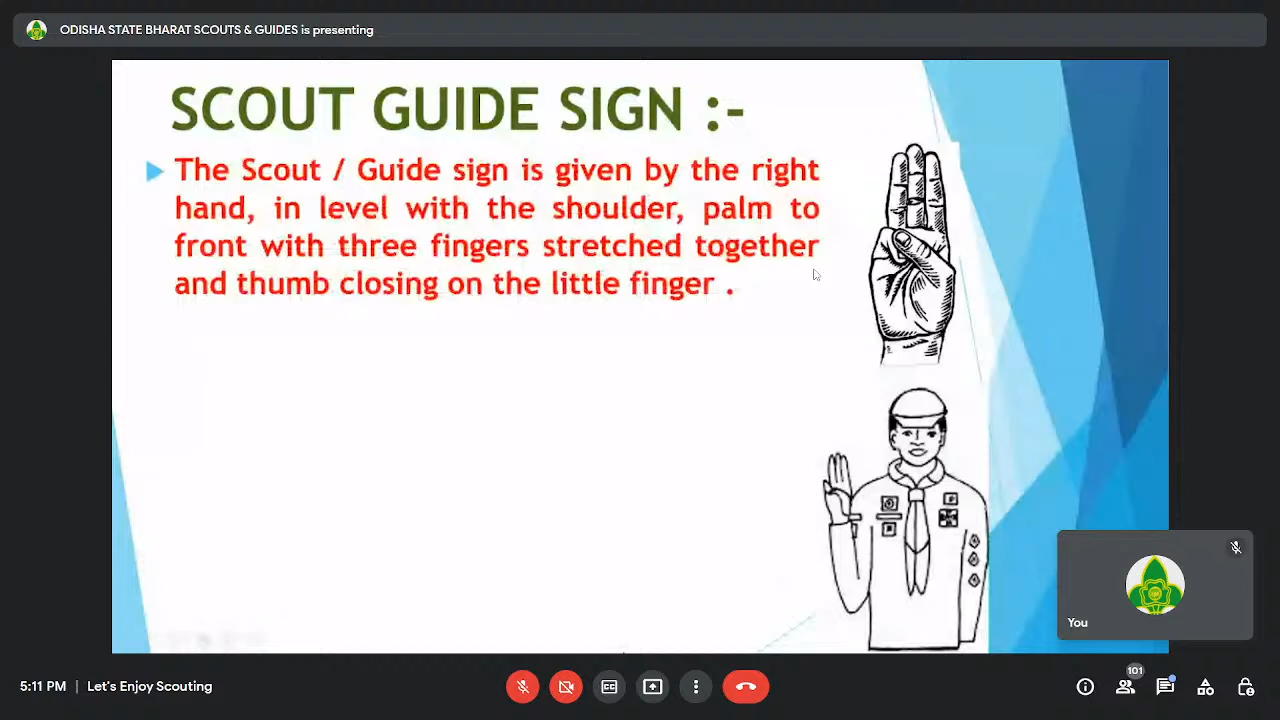 ODISHA STATE BHARAT SCOUTS & GUIDES is presenting
SCOUT GUIDE SIGN :-
The Scout / Guide sign is given by the right
hand, in level with the shoulder, palm to
front with three fingers stretched together
and thumb closing on the little finger .
You
5:11 PM | Let's Enjoy Scouting
CC
101